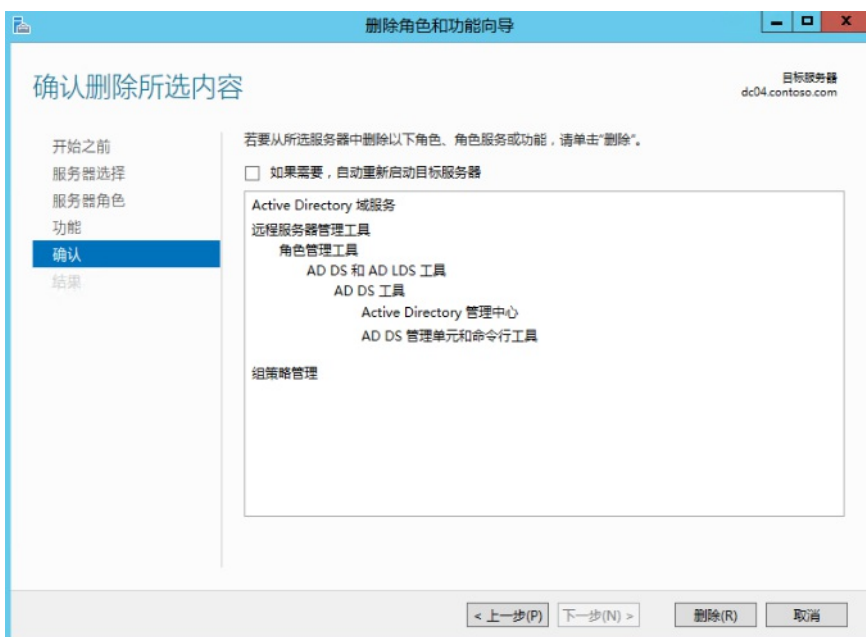 删除角色和功能向导
确认删除所选内容
目标服务器
dc04.contoso.com
开始之前
服务器选择
服务器角色
功能
确认
结果
若要从所选服务器中删除以下角色、角色服务或功能，请单击"删除"。
如果需要，自动重新启动目标服务器
Active Directory 域服务
远程服务器管理工具
角色管理工具
AD DS 和 AD LDS 工具
AD DS 工具
Active Directory 管理中心
AD DS 管理单元和命令行工具
组策略管理
< 上一步(P)
下一步(N) >
删除(R)
取消